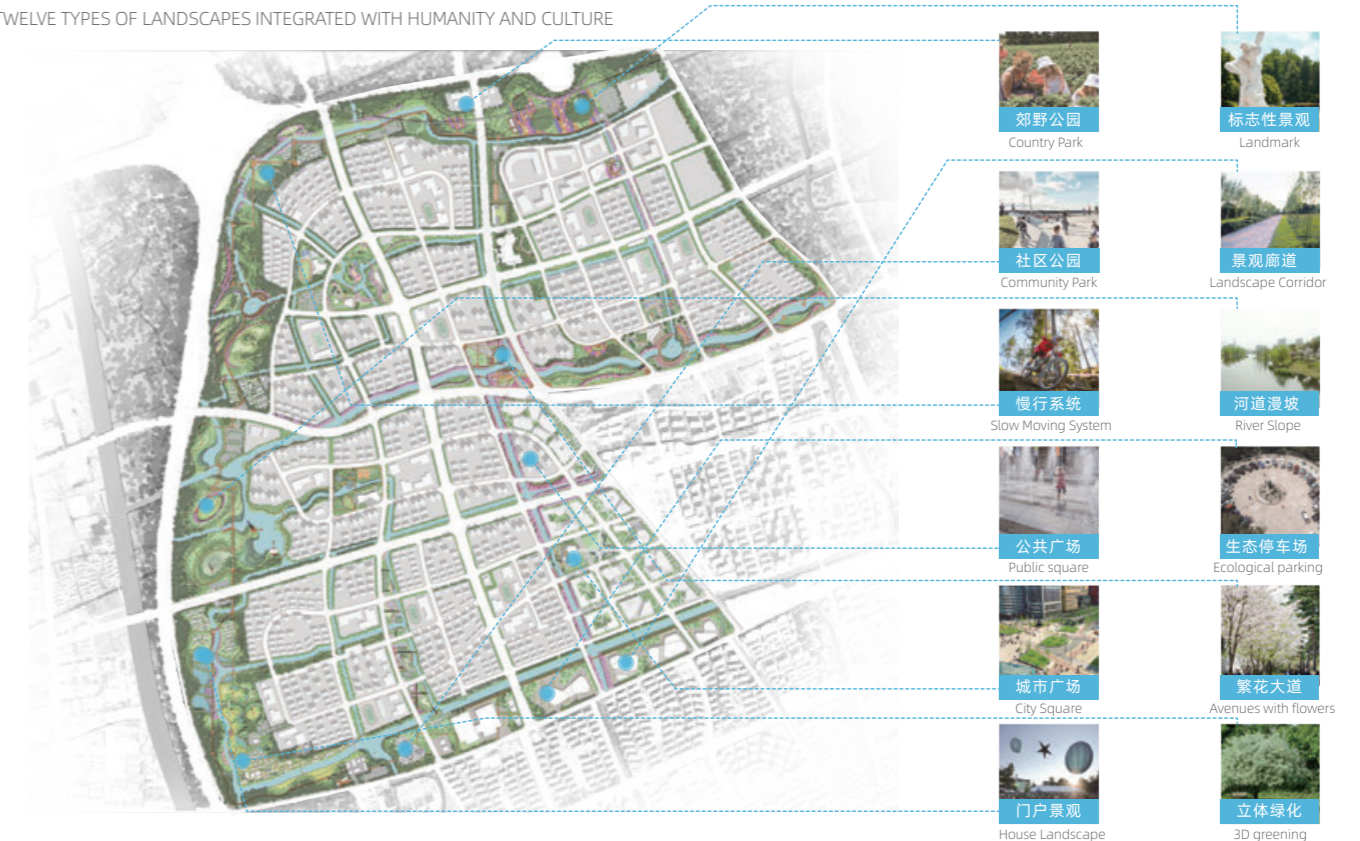 TWELVE TYPES OF LANDSCAPES INTEGRATED WITH HUMANITY AND CULTURE
郊野公园
Country Park
标志性景观
Landmark
社区公园
Community Park
景观廊道
Landscape Corridor
慢行系统
Slow Moving System
河道漫坡
River Slope
公共广场
Public square
生态停车场
Ecological parking
城市广场
City Square
繁花大道
Avenues with flowers
门户景观
House Landscape
立体绿化
3D greening